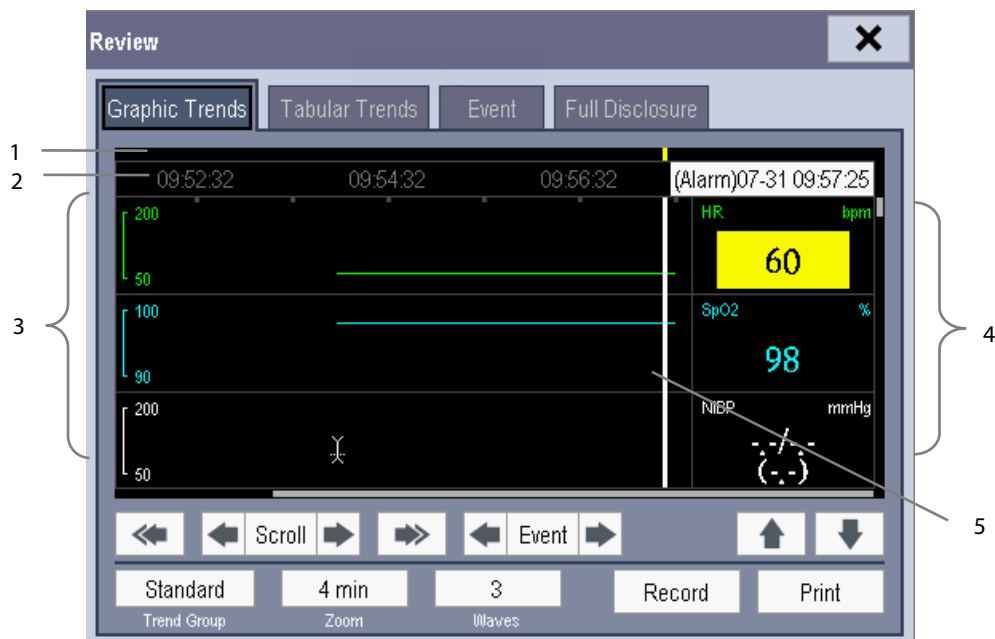 Review
Graphic Trends Tabular Trends Event Full Disclosure
1
2
09:52:32 09:54:32 09:56:32 (Alarm)07-31 09:57:25
200 HR bpm
60
50
3
4
100 SpO2 %
98
90
200 NIBP mmHg
-.-/-.-
(-.-)
50
5
Scroll Event
Standard 4 min 3 Record Print
Trend Group Zoom Waves